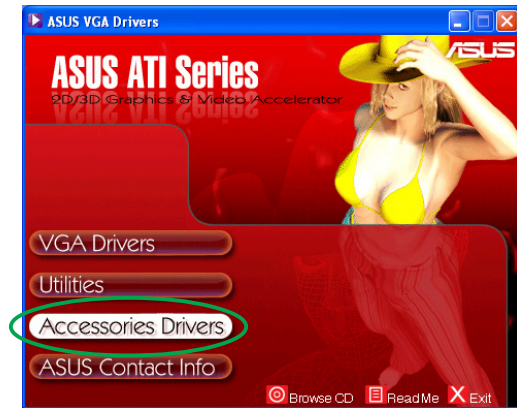 ASUS VGA Drivers
ASUS
ASUS ATI Series
2D/3D Graphics & Video Accelerator
VGA Drivers
Utilities
Accessories Drivers
ASUS Contact Info
Browse CD
ReadMe
Exit